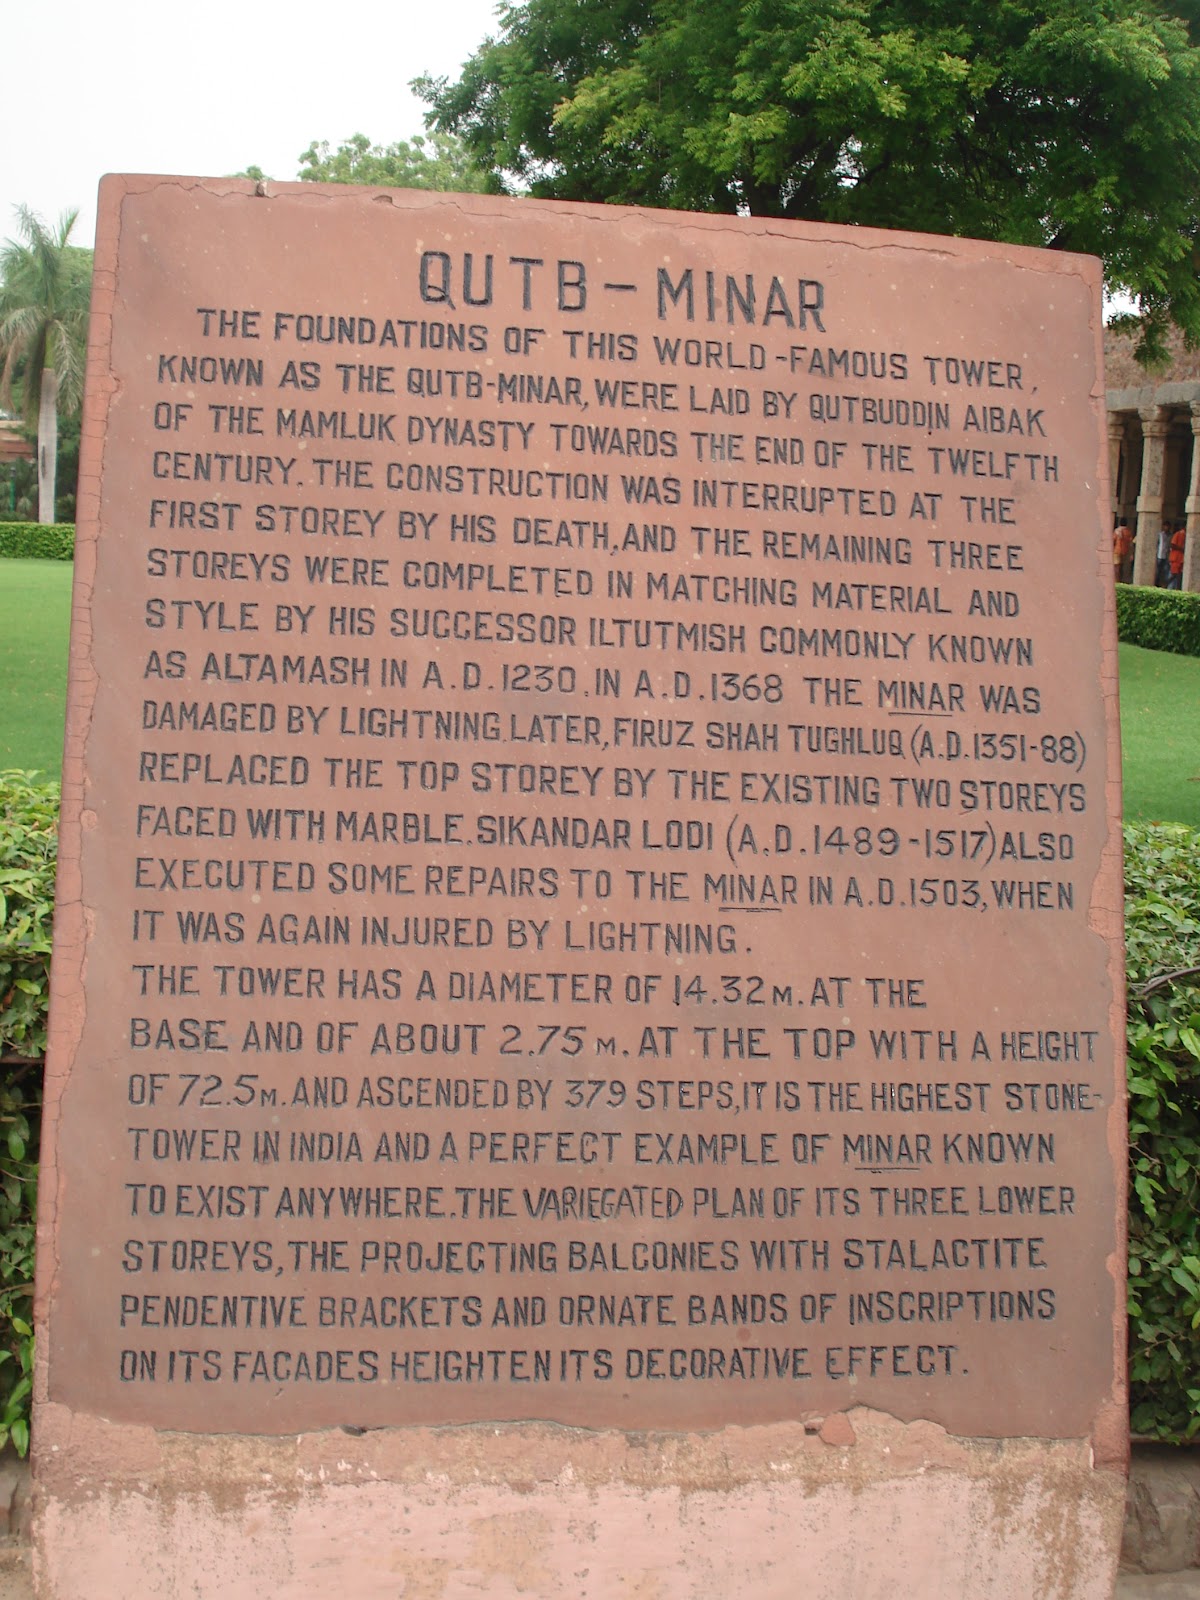 QUTB-MINAR
THE FOUNDATIONS OF THIS WORLD-FAMOUS TOWER,
KNOWN AS THE QUTB-MINAR, WERE LAID BY QUTBUDDIN AIBAK
OF THE MAMLUK DYNASTY TOWARDS THE END OF THE TWELFTH
CENTURY. THE CONSTRUCTION WAS INTERRUPTED AT THE
FIRST STOREY BY HIS DEATH, AND THE REMAINING THREE
STOREYS WERE COMPLETED IN MATCHING MATERIAL AND
STYLE BY HIS SUCCESSOR ILTUTMISH COMMONLY KNOWN
AS ALTAMASH IN A.D.1230. IN A.D.1368 THE MINAR WAS
DAMAGED BY LIGHTNING. LATER, FIRUZ SHAH TUGHLUQ (A.D.1351-88)
REPLACED THE TOP STOREY BY THE EXISTING TWO STOREYS
FACED WITH MARBLE. SIKANDAR LODI (A.D.1489-1517) ALSO
EXECUTED SOME REPAIRS TO THE MINAR IN A.D.1503, WHEN
IT WAS AGAIN INJURED BY LIGHTNING.
THE TOWER HAS A DIAMETER OF 14.32M. AT THE
BASE AND OF ABOUT 2.75 M. AT THE TOP WITH A HEIGHT
OF 72.5M. AND ASCENDED BY 379 STEPS, IT IS THE HIGHEST STONE-
TOWER IN INDIA AND A PERFECT EXAMPLE OF MINAR KNOWN
TO EXIST ANYWHERE. THE VARIEGATED PLAN OF ITS THREE LOWER
STOREYS, THE PROJECTING BALCONIES WITH STALACTITE
PENDENTIVE BRACKETS AND ORNATE BANDS OF INSCRIPTIONS
ON ITS FAÇADES HEIGHTEN ITS DECORATIVE EFFECT.